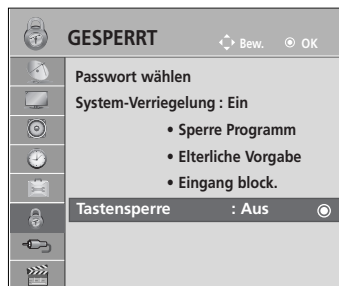 GESPERRT Bew. OK
Passwort wählen
System-Verriegelung : Ein
• Sperre Programm
• Elterliche Vorgabe
• Eingang block.
Tastensperre : Aus